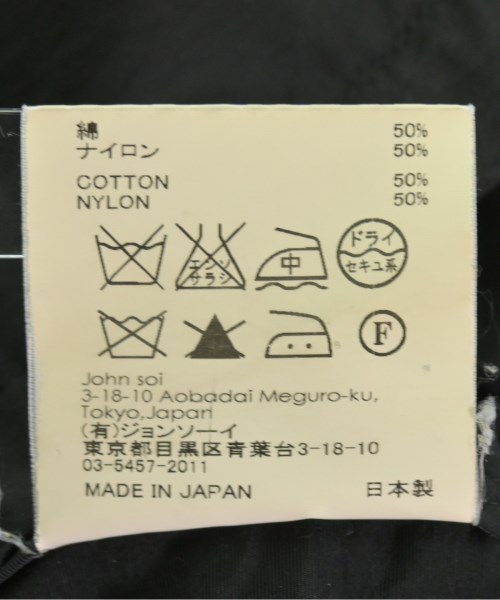 綿 50%
ナイロン 50%
COTTON 50%
NYLON 50%
エンソ
サラシ
中
ドライ
セキユ系
F
John soi
3-18-10 Aobadai Meguro-ku,
Tokyo,Japan
(有)ジョンソーイ
東京都目黒区青葉台3-18-10
03-5457-2011
MADE IN JAPAN 日本製